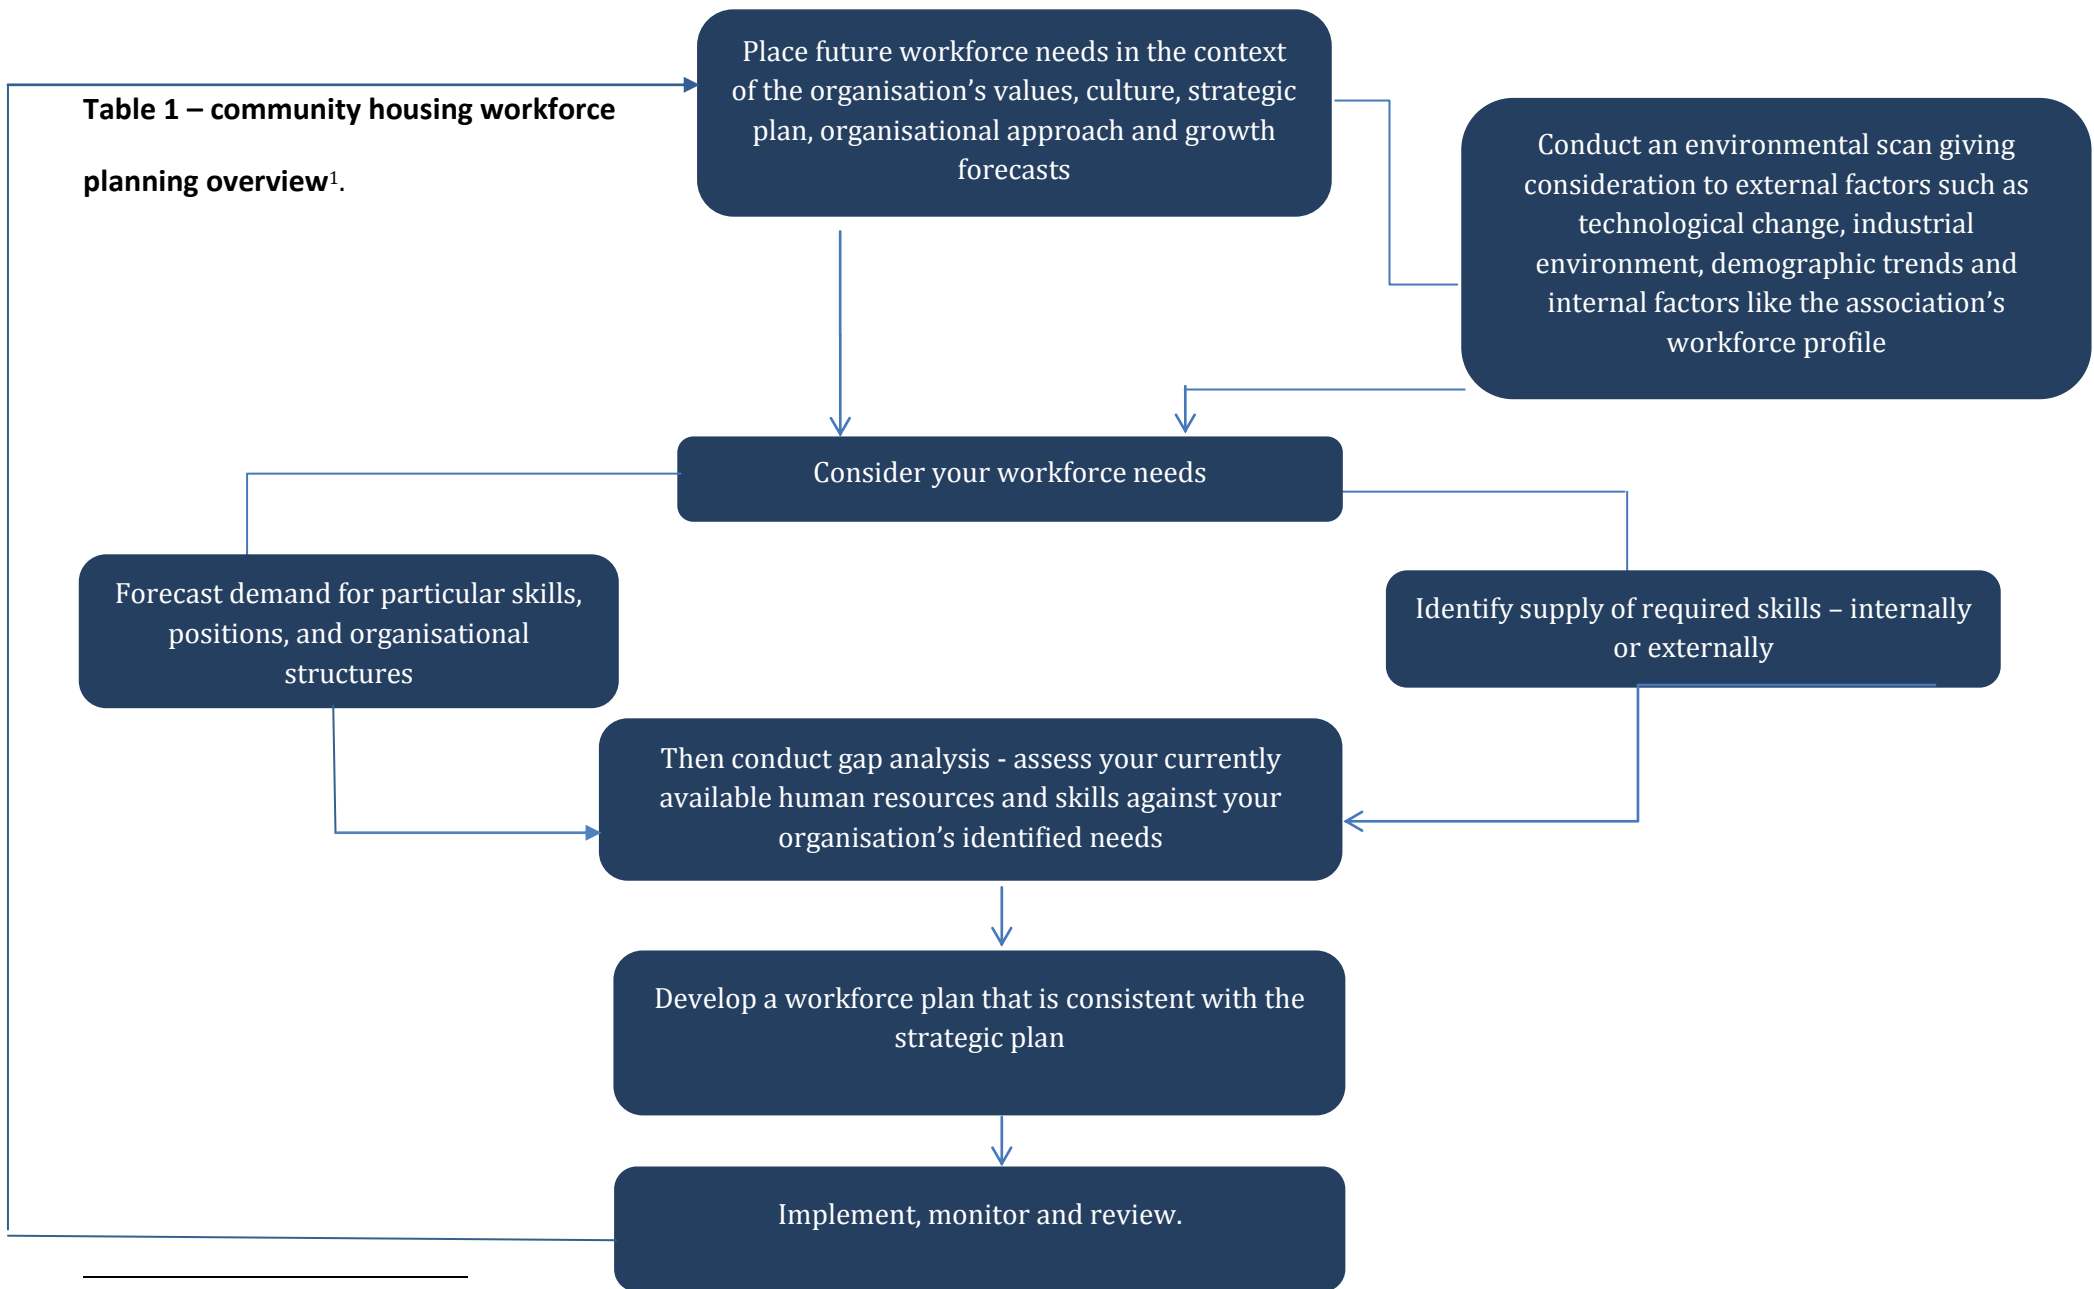 Place future workforce needs in the context
of the organisation’s values, culture, strategic
plan, organisational approach and growth
forecasts
Table 1 – community housing workforce
planning overview1.
Conduct an environmental scan giving
consideration to external factors such as
technological change, industrial
environment, demographic trends and
internal factors like the association’s
workforce profile
Consider your workforce needs
Forecast demand for particular skills,
positions, and organisational
structures
Identify supply of required skills – internally
or externally
Then conduct gap analysis - assess your currently
available human resources and skills against your
organisation’s identified needs
Develop a workforce plan that is consistent with the
strategic plan
Implement, monitor and review.